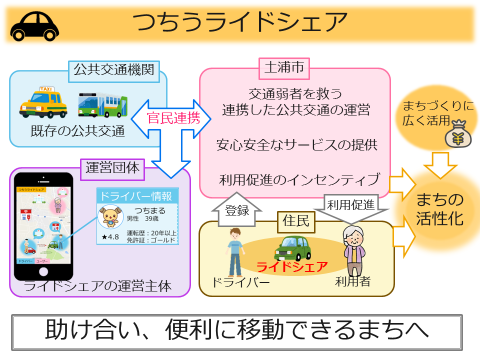 つちうライドシェア
公共交通機関
TAXI
既存の公共交通
官民連携
土浦市
交通弱者を救う
連携した公共交通の運営
安心安全なサービスの提供
利用促進のインセンティブ
まちづくりに
広く活用
まちの
活性化
運営団体
ドライバー情報
つちまる
男性 39歳
★4.8
運転歴：20年以上
免許証：ゴールド
ライドシェアの運営主体
登録
利用促進
住民
ライドシェア
ドライバー
利用者
助け合い、便利に移動できるまちへ